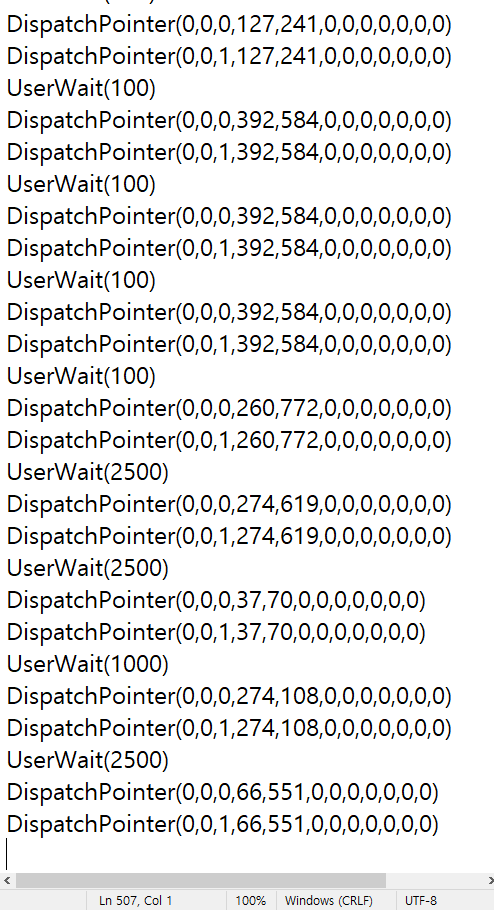 DispatchPointer(0,0,0,127,241,0,0,0,0,0,0,0)
DispatchPointer(0,0,1,127,241,0,0,0,0,0,0,0)
UserWait(100)
DispatchPointer(0,0,0,392,584,0,0,0,0,0,0,0)
DispatchPointer(0,0,1,392,584,0,0,0,0,0,0,0)
UserWait(100)
DispatchPointer(0,0,0,392,584,0,0,0,0,0,0,0)
DispatchPointer(0,0,1,392,584,0,0,0,0,0,0,0)
UserWait(100)
DispatchPointer(0,0,0,392,584,0,0,0,0,0,0,0)
DispatchPointer(0,0,1,392,584,0,0,0,0,0,0,0)
UserWait(100)
DispatchPointer(0,0,0,260,772,0,0,0,0,0,0,0)
DispatchPointer(0,0,1,260,772,0,0,0,0,0,0,0)
UserWait(2500)
DispatchPointer(0,0,0,274,619,0,0,0,0,0,0,0)
DispatchPointer(0,0,1,274,619,0,0,0,0,0,0,0)
UserWait(2500)
DispatchPointer(0,0,0,37,70,0,0,0,0,0,0,0)
DispatchPointer(0,0,1,37,70,0,0,0,0,0,0,0)
UserWait(1000)
DispatchPointer(0,0,0,274,108,0,0,0,0,0,0,0)
DispatchPointer(0,0,1,274,108,0,0,0,0,0,0,0)
UserWait(2500)
DispatchPointer(0,0,0,66,551,0,0,0,0,0,0,0)
DispatchPointer(0,0,1,66,551,0,0,0,0,0,0,0)
Ln 507, Col 1 100% Windows (CRLF) UTF-8